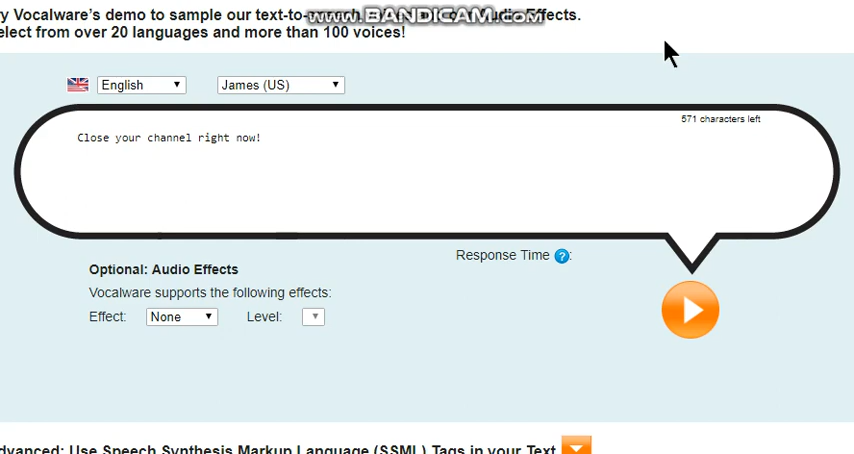 ry Vocalware's demo to sample our text-to- Audio Effects.
www.BANDICAM.com
elect from over 20 languages and more than 100 voices!
English
James (US)
571 characters left
Close your channel right now!
Response Time ?:
Optional: Audio Effects
Vocalware supports the following effects:
Effect: None Level:
dvanced: Use Speech Synthesis Markup Language (SSML) Tags in your Text